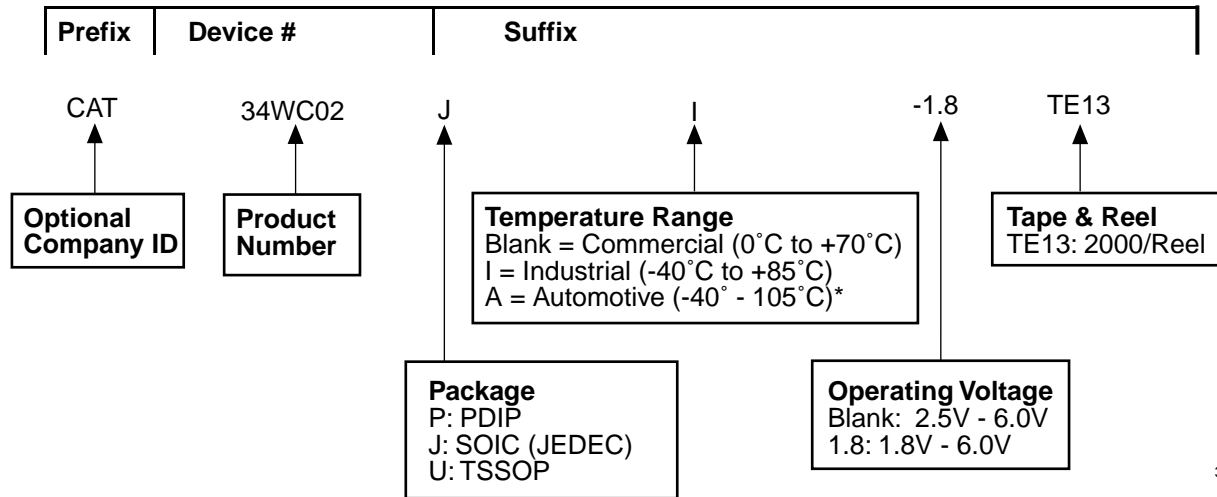 Prefix Device # Suffix
CAT 34WC02 J I -1.8 TE13
Optional
Company ID
Product
Number
Temperature Range
Blank = Commercial (0˚C to +70˚C)
I = Industrial (-40˚C to +85˚C)
A = Automotive (-40˚ - 105˚C)*
Tape & Reel
TE13: 2000/Reel
Package
P: PDIP
J: SOIC (JEDEC)
U: TSSOP
Operating Voltage
Blank: 2.5V - 6.0V
1.8: 1.8V - 6.0V